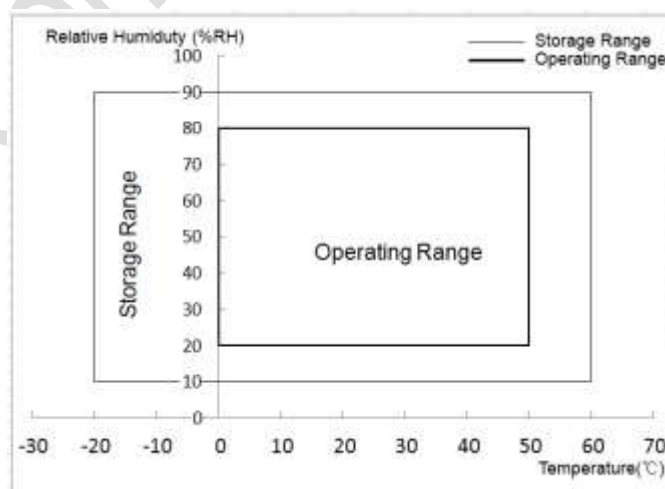 Relative Humiduty (%RH)
Storage Range
Operating Range
100
90
80
70
60
50
40
30
20
10
0
Storage Range
Operating Range
-30 -20 -10 0 10 20 30 40 50 60 70
Temperature(℃)